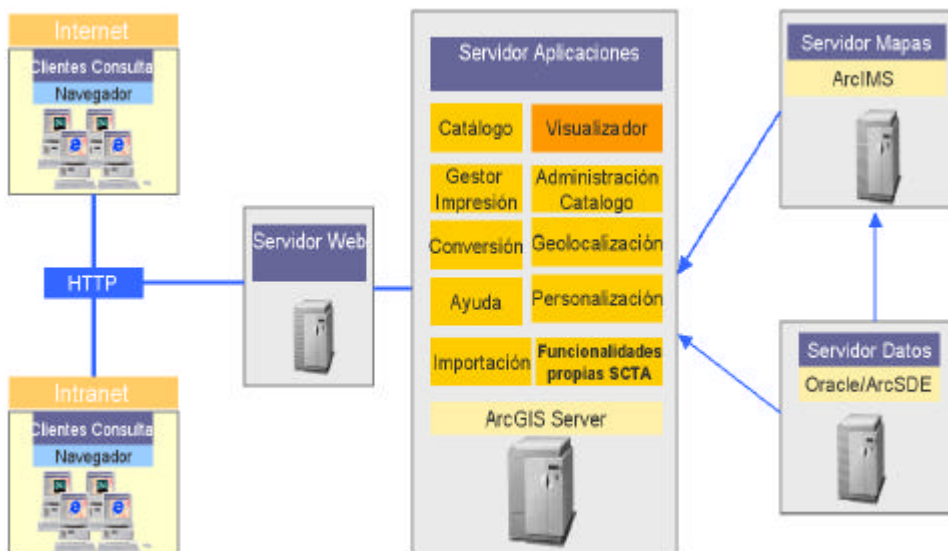 Internet
Clientes Consulta
Navegador
HTTP
Intranet
Clientes Consulta
Navegador
Servidor Web
Servidor Aplicaciones
Catálogo
Visualizador
Gestor
Impresión
Administración
Catalogo
Conversión
Geolocalización
Ayuda
Personalización
Importación
Funcionalidades
propias SCTA
ArcGIS Server
Servidor Mapas
ArcIMS
Servidor Datos
Oracle/ArcSDE